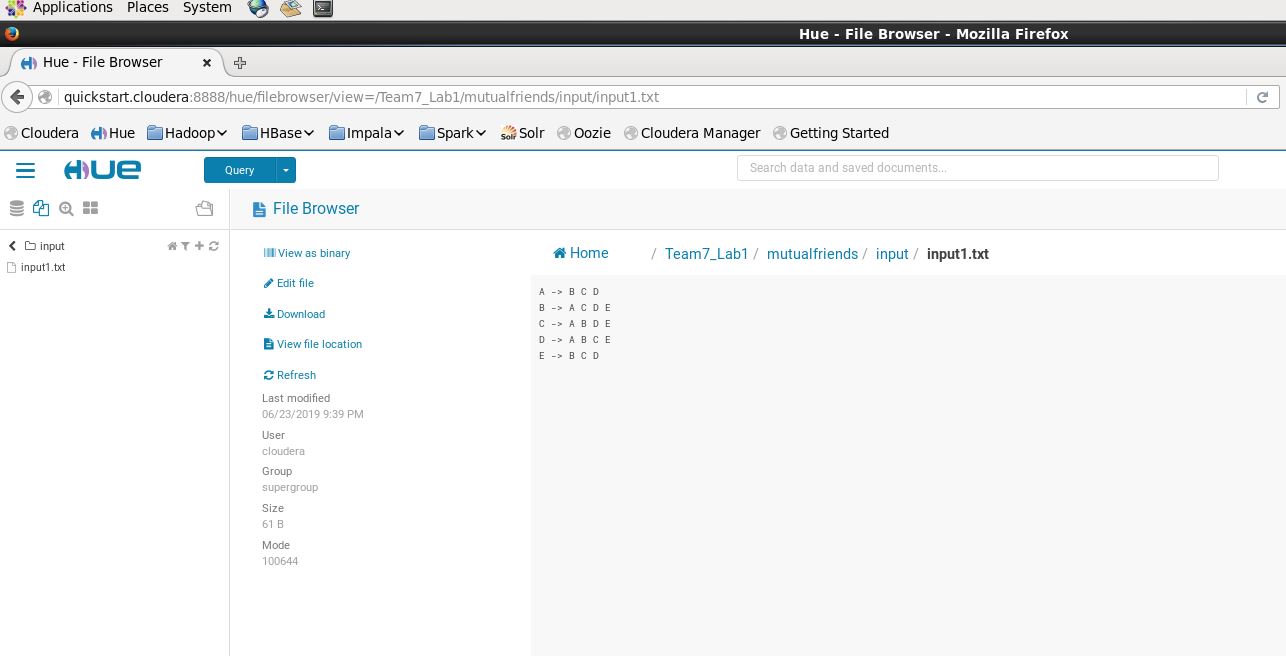 Applications Places System
Hue - File Browser - Mozilla Firefox
Hue - File Browser
quickstart.cloudera:8888/hue/filebrowser/view=/Team7_Lab1/mutualfriends/input/input1.txt
Cloudera Hue Hadoop HBase Impala Spark Solr Solr Oozie Cloudera Manager Getting Started
HUE Query Search data and saved documents...
File Browser
input
input1.txt
View as binary
Edit file
Download
View file location
Refresh
Last modified
06/23/2019 9:39 PM
User
cloudera
Group
supergroup
Size
61 B
Mode
100644
Home / Team7_Lab1 / mutualfriends / input / input1.txt
A -> B C D
B -> A C D E
C -> A B D E
D -> A B C E
E -> B C D